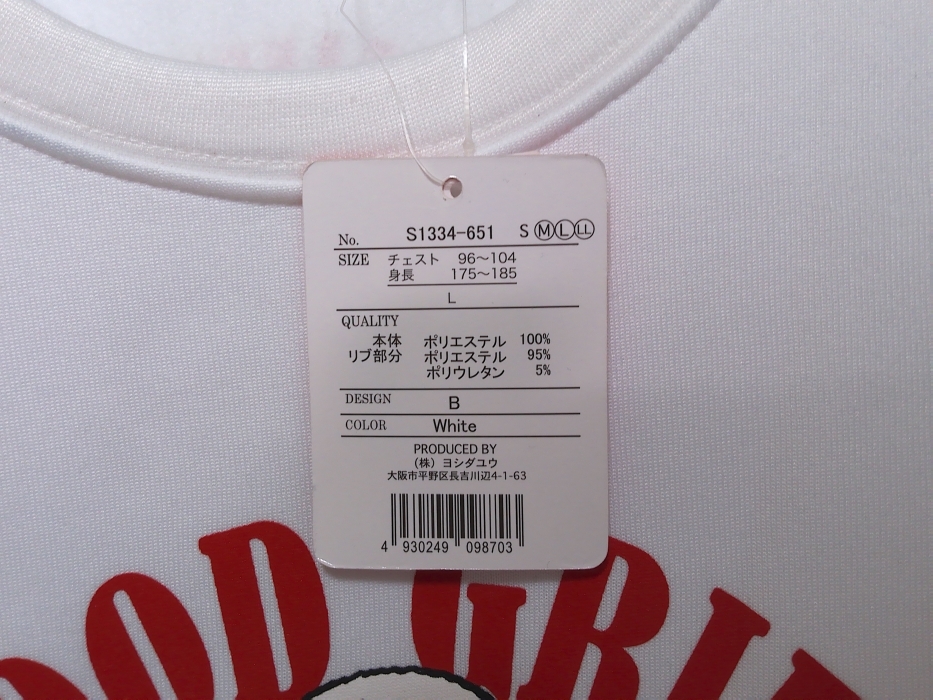 No. S1334-651 S Ⓜ Ⓛ LL
SIZE チェスト 96～104
身長 175～185
L
QUALITY
本体 ポリエステル 100%
リブ部分 ポリエステル 95%
ポリウレタン 5%
DESIGN B
COLOR White
PRODUCED BY
(株) ヨシダユウ
大阪市平野区長吉川辺4-1-63
4 930249 098703
OOD GRI